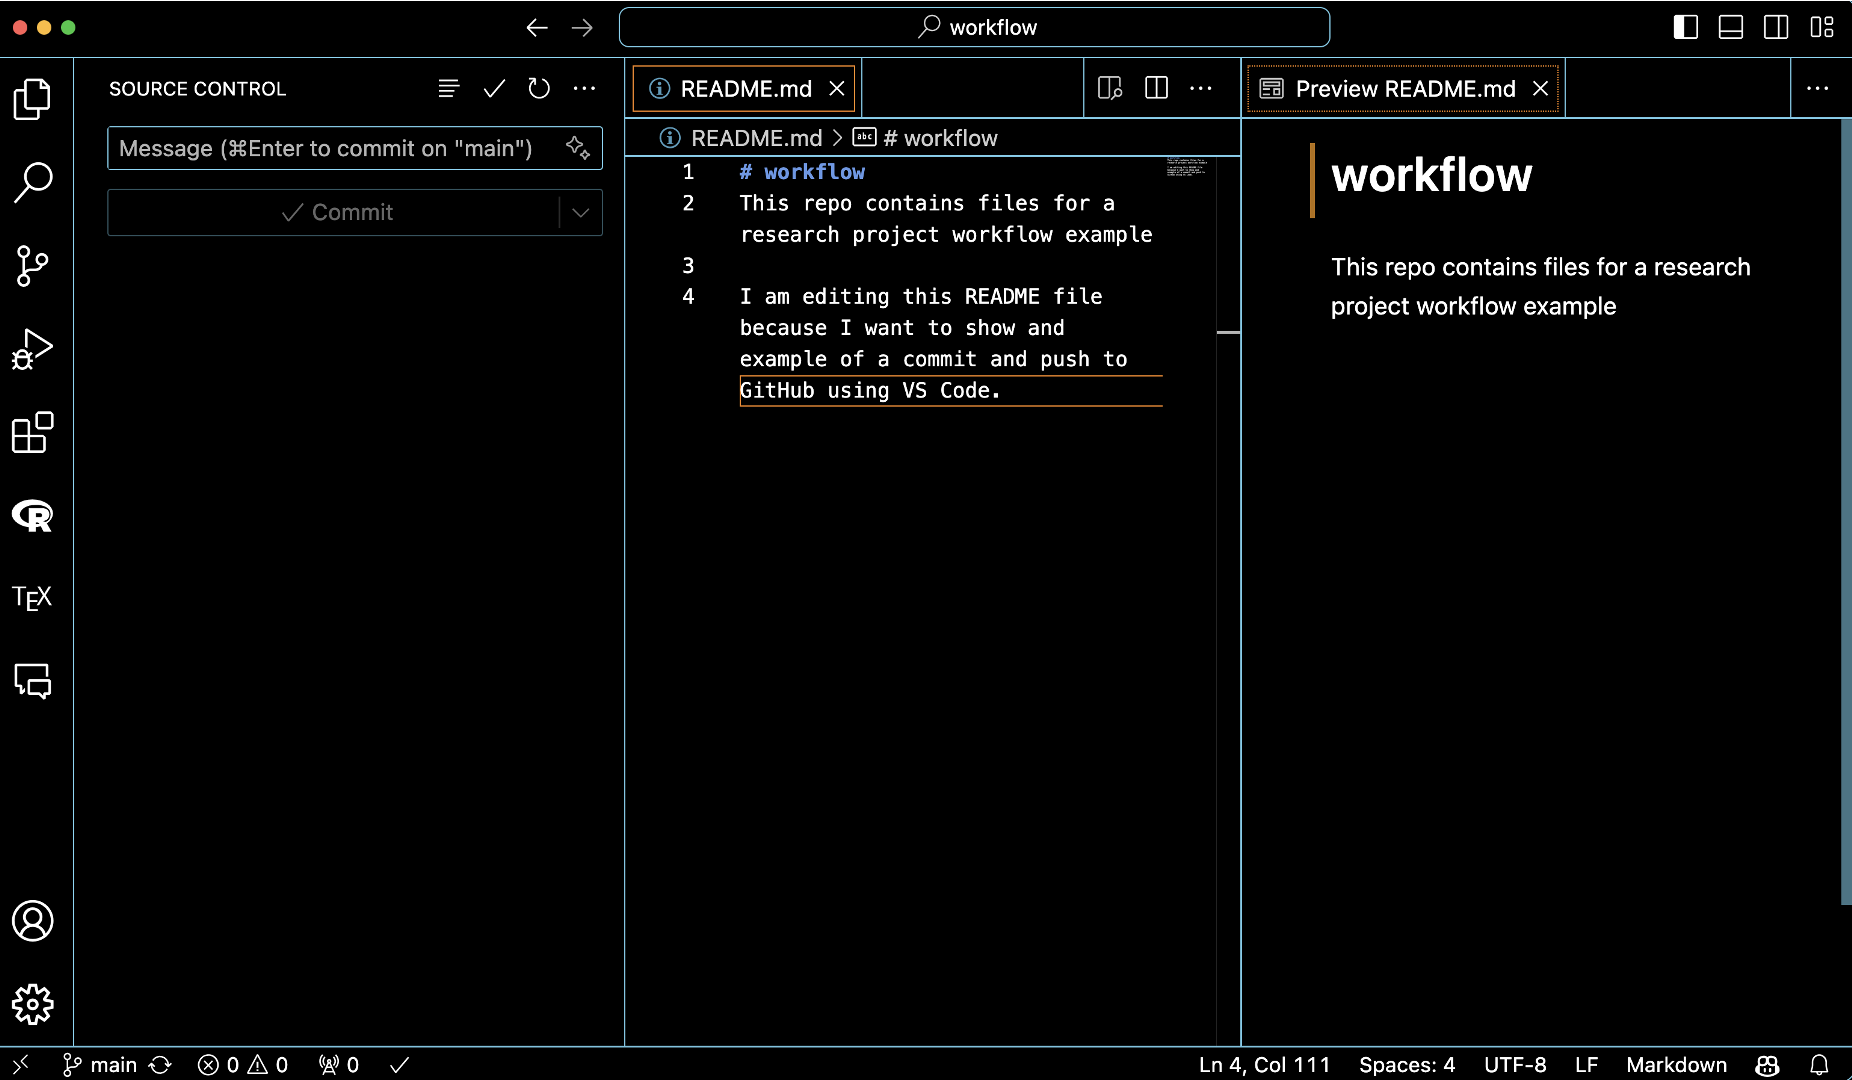 workflow
SOURCE CONTROL
Message (⌘Enter to commit on "main")
Commit
README.md
README.md > # workflow
1 # workflow
2 This repo contains files for a
research project workflow example
3
4 I am editing this README file
because I want to show and
example of a commit and push to
GitHub using VS Code.
Preview README.md
workflow
This repo contains files for a research
project workflow example
TEX
main 0 0 0
Ln 4, Col 111 Spaces: 4 UTF-8 LF Markdown